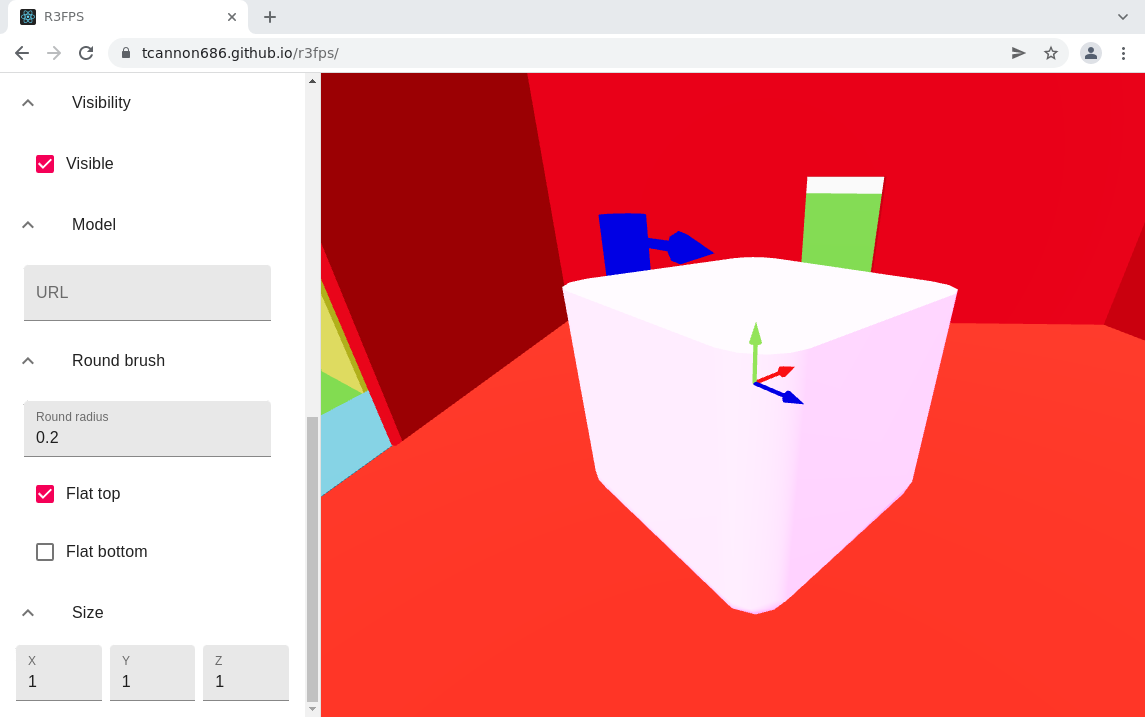 R3FPS
tcannon686.github.io/r3fps/
Visibility
Visible
Model
URL
Round brush
Round radius
0.2
Flat top
Flat bottom
Size
X Y Z
1 1 1